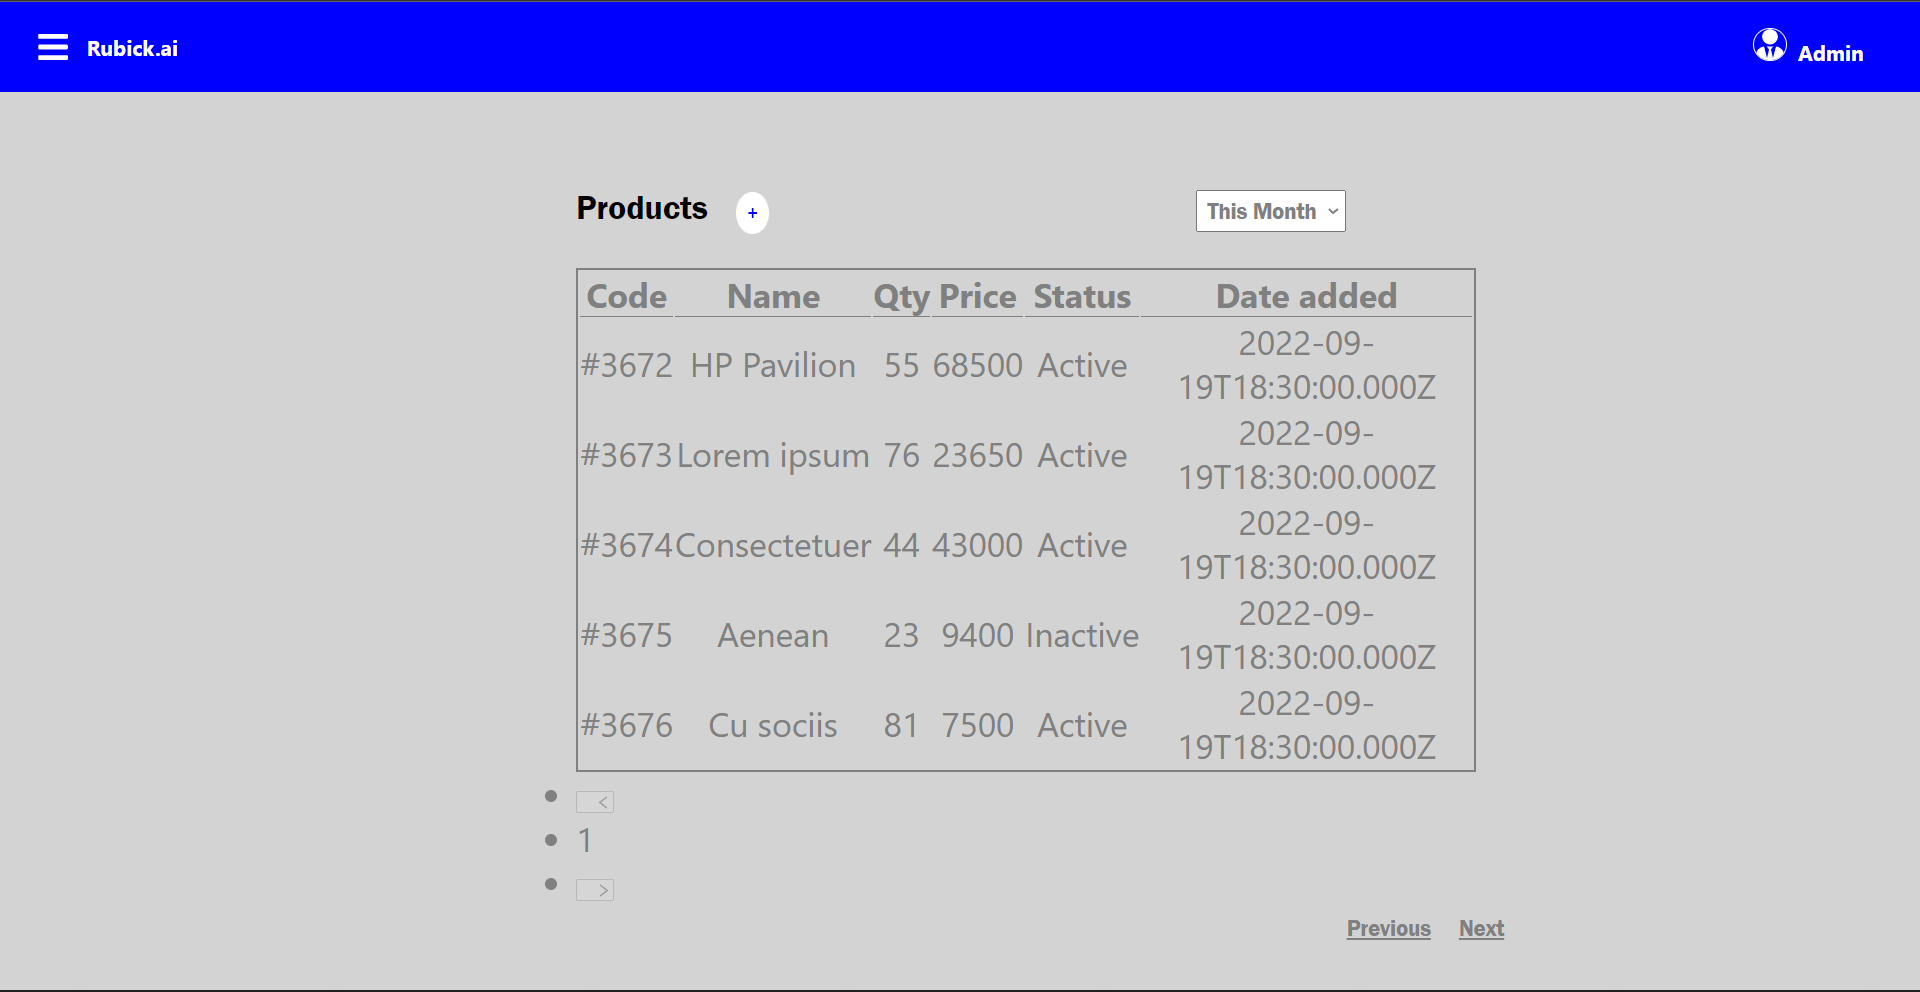 Rubick.ai
Admin
Products +
This Month
Code Name Qty Price Status Date added
#3672 HP Pavilion 55 68500 Active 2022-09-
19T18:30:00.000Z
#3673 Lorem ipsum 76 23650 Active 2022-09-
19T18:30:00.000Z
#3674 Consectetuer 44 43000 Active 2022-09-
19T18:30:00.000Z
#3675 Aenean 23 9400 Inactive 2022-09-
19T18:30:00.000Z
#3676 Cu sociis 81 7500 Active 2022-09-
19T18:30:00.000Z
<
1
>
Previous Next